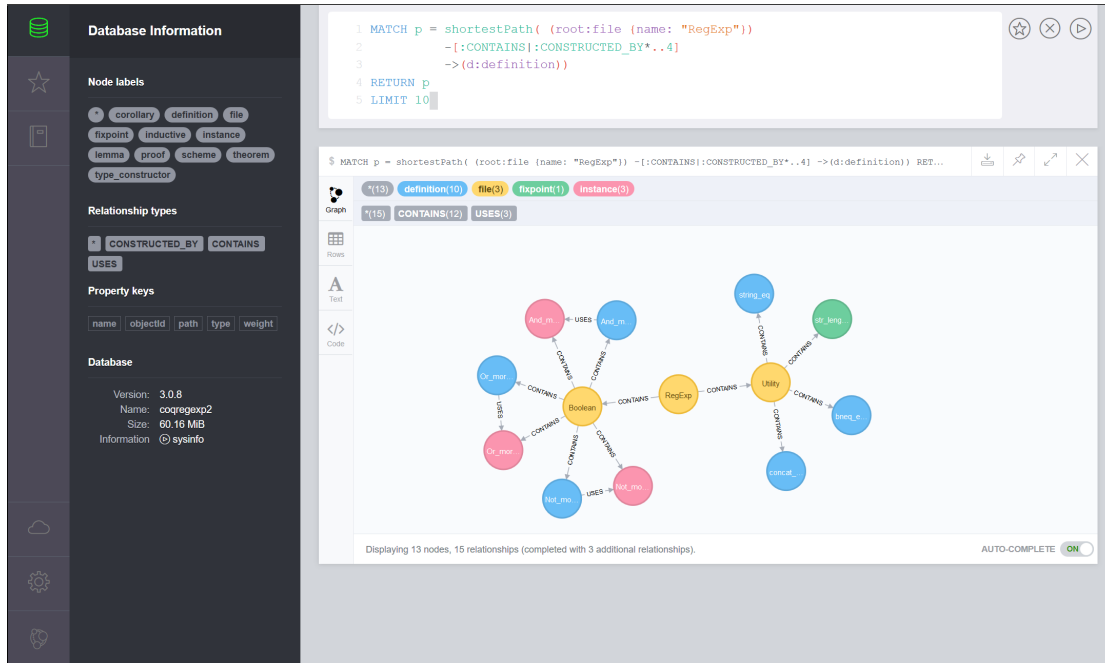 Database Information
Node labels
* corollary definition file
fixpoint inductive instance
lemma proof scheme theorem
type_constructor
Relationship types
* CONSTRUCTED_BY CONTAINS
USES
Property keys
name objectId path type weight
Database
Version: 3.0.8
Name: coqregexp2
Size: 60.16 MiB
Information sysinfo
1 MATCH p = shortestPath( (root:file {name: "RegExp"})
2 -[:CONTAINS|:CONSTRUCTED_BY*..4]
3 ->(d:definition))
4 RETURN p
5 LIMIT 10
$ MATCH p = shortestPath( (root:file {name: "RegExp"}) -[:CONTAINS|:CONSTRUCTED_BY*..4] ->(d:definition)) RET...
Graph
Rows
A
Text
</>
Code
*(13) definition(10) file(3) fixpoint(1) instance(3)
*(15) CONTAINS(12) USES(3)
string_eq
And_m... USES And_m...
str_leng...
CONTAINS
CONTAINS
CONTAINS
CONTAINS
Or_mor...
CONTAINS
USES
Boolean
CONTAINS
RegExp
CONTAINS
Utility
CONTAINS
bneq_e...
CONTAINS
Or_mor...
CONTAINS
CONTAINS
CONTAINS
concat_...
Not_mo... USES Not_mo...
Displaying 13 nodes, 15 relationships (completed with 3 additional relationships).
AUTO-COMPLETE ON